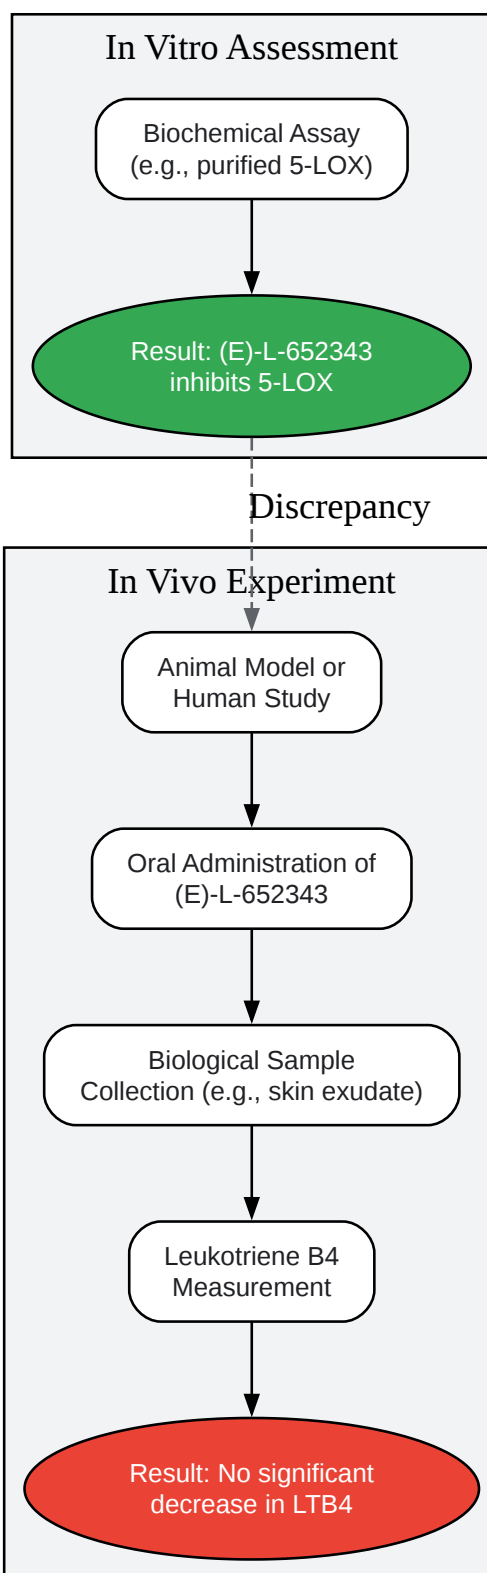 In Vitro Assessment
Biochemical Assay
(e.g., purified 5-LOX)
Result: (E)-L-652343
inhibits 5-LOX
Discrepancy
In Vivo Experiment
Animal Model or
Human Study
Oral Administration of
(E)-L-652343
Biological Sample
Collection (e.g., skin exudate)
Leukotriene B4
Measurement
Result: No significant
decrease in LTB4